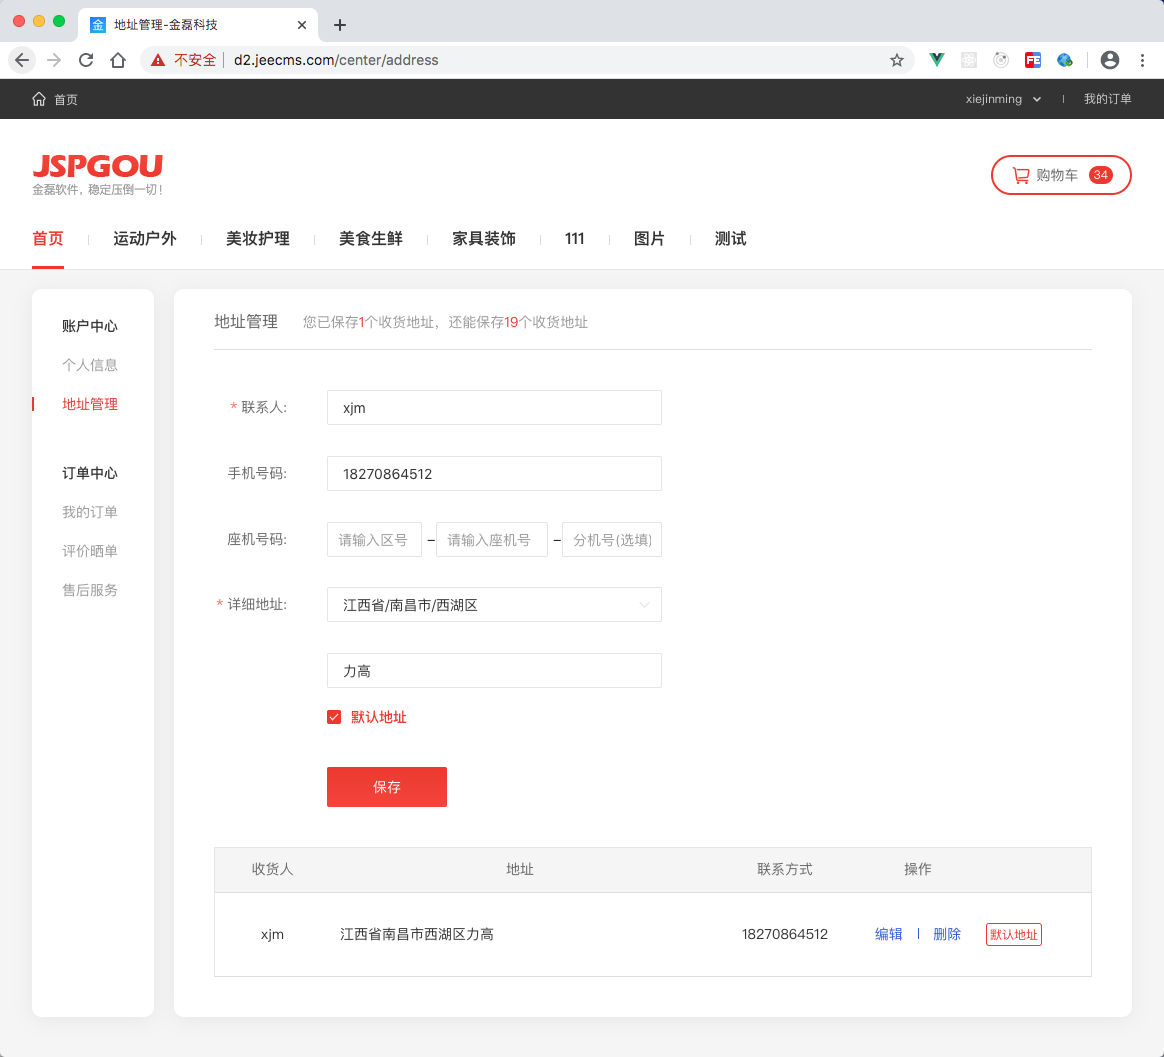 金 地址管理-金磊科技
不安全 d2.jeecms.com/center/address
FE
首页 xiejinming 我的订单
JSPGOU
金磊软件，稳定压倒一切！
购物车 34
首页 运动户外 美妆护理 美食生鲜 家具装饰 111 图片 测试
账户中心
个人信息
地址管理
订单中心
我的订单
评价晒单
售后服务
地址管理 您已保存1个收货地址，还能保存19个收货地址
* 联系人: xjm
手机号码: 18270864512
座机号码: 请输入区号 – 请输入座机号 – 分机号(选填)
* 详细地址: 江西省/南昌市/西湖区
力高
默认地址
保存
收货人 地址 联系方式 操作
xjm 江西省南昌市西湖区力高 18270864512 编辑 | 删除 默认地址